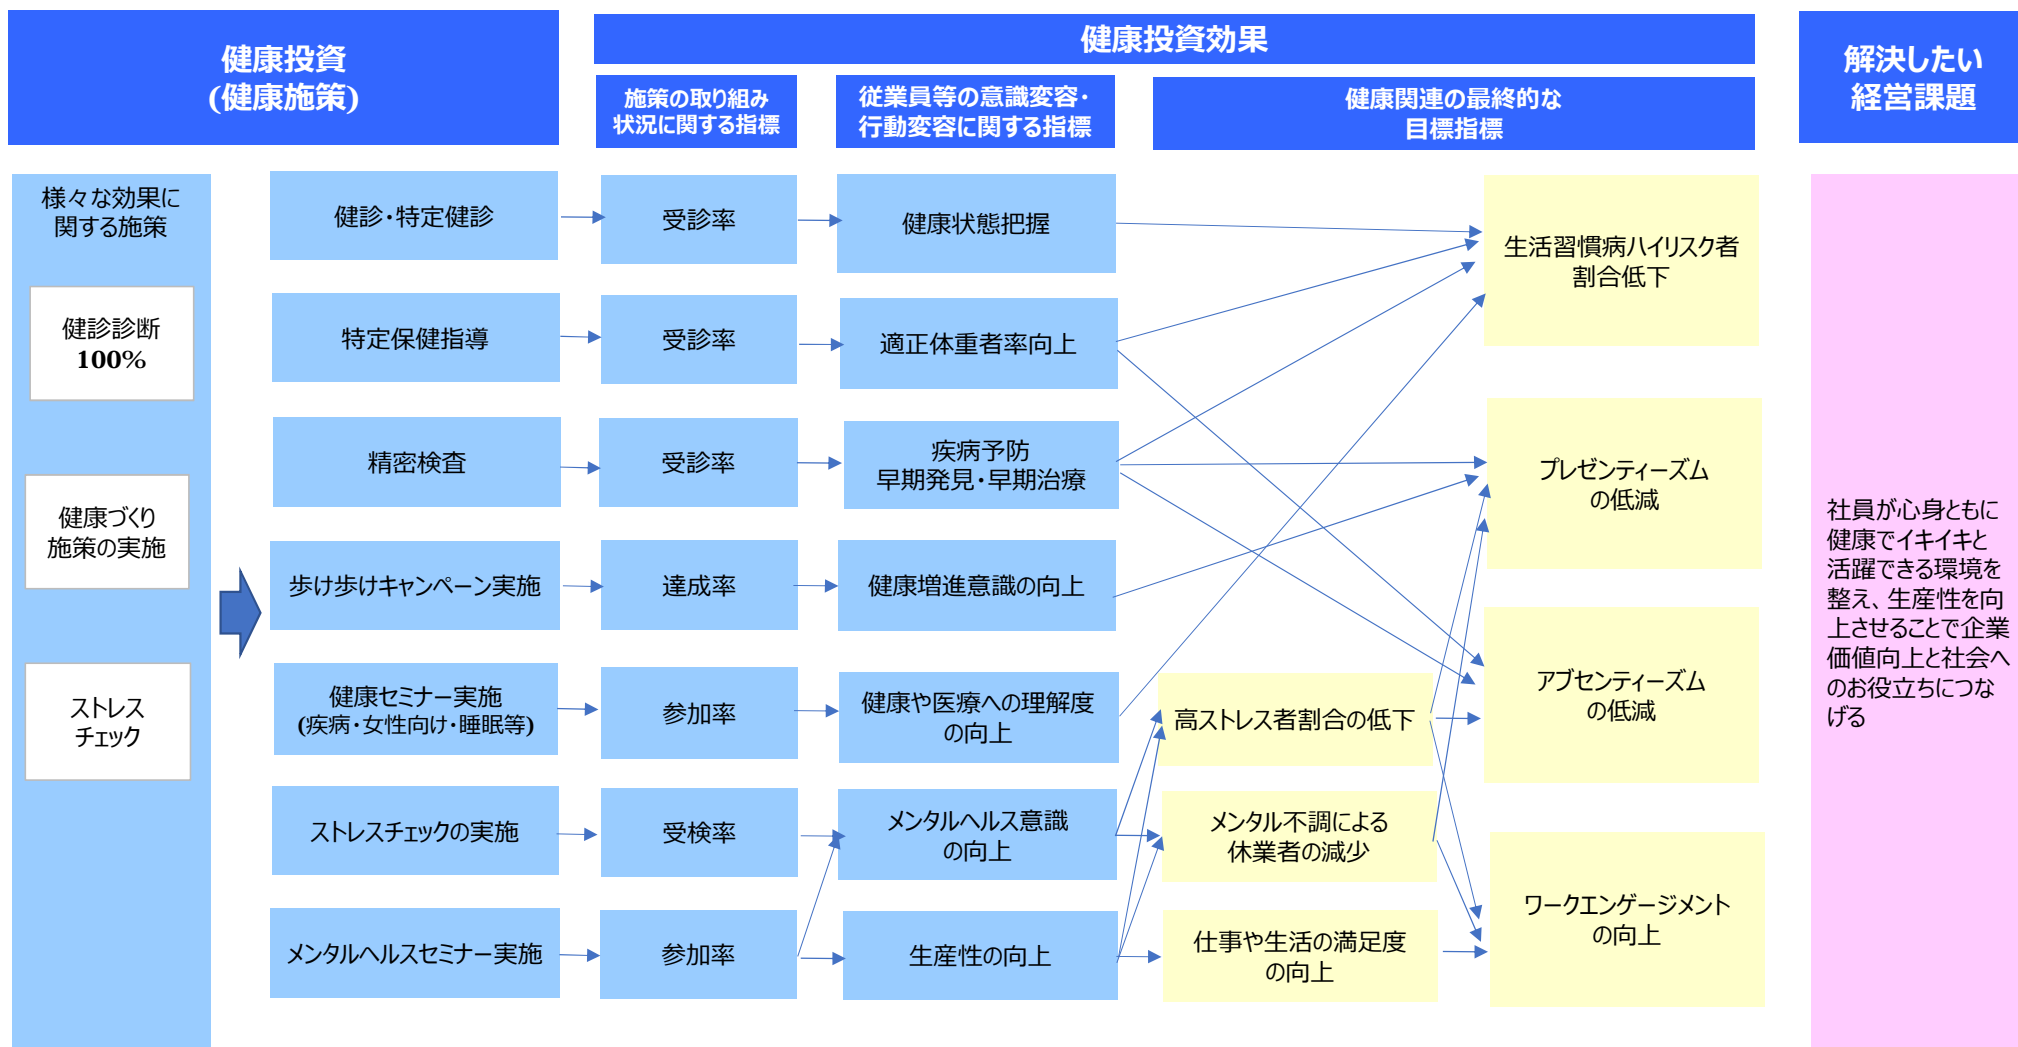 健康投資
(健康施策)
健康投資効果
解決したい
経営課題
施策の取り組み
状況に関する指標
従業員等の意識変容・
行動変容に関する指標
健康関連の最終的な
目標指標
様々な効果に
関する施策
健診診断
100%
健康づくり
施策の実施
ストレス
チェック
健診・特定健診
受診率
健康状態把握
特定保健指導
受診率
適正体重者率向上
精密検査
受診率
疾病予防
早期発見・早期治療
歩け歩けキャンペーン実施
達成率
健康増進意識の向上
健康セミナー実施
(疾病・女性向け・睡眠等)
参加率
健康や医療への理解度
の向上
ストレスチェックの実施
受検率
メンタルヘルス意識
の向上
メンタルヘルスセミナー実施
参加率
生産性の向上
高ストレス者割合の低下
メンタル不調による
休業者の減少
仕事や生活の満足度
の向上
生活習慣病ハイリスク者
割合低下
プレゼンティーズム
の低減
アブセンティーズム
の低減
ワークエンゲージメント
の向上
社員が心身ともに
健康でイキイキと
活躍できる環境を
整え、生産性を向
上させることで企業
価値向上と社会へ
のお役立ちにつな
げる